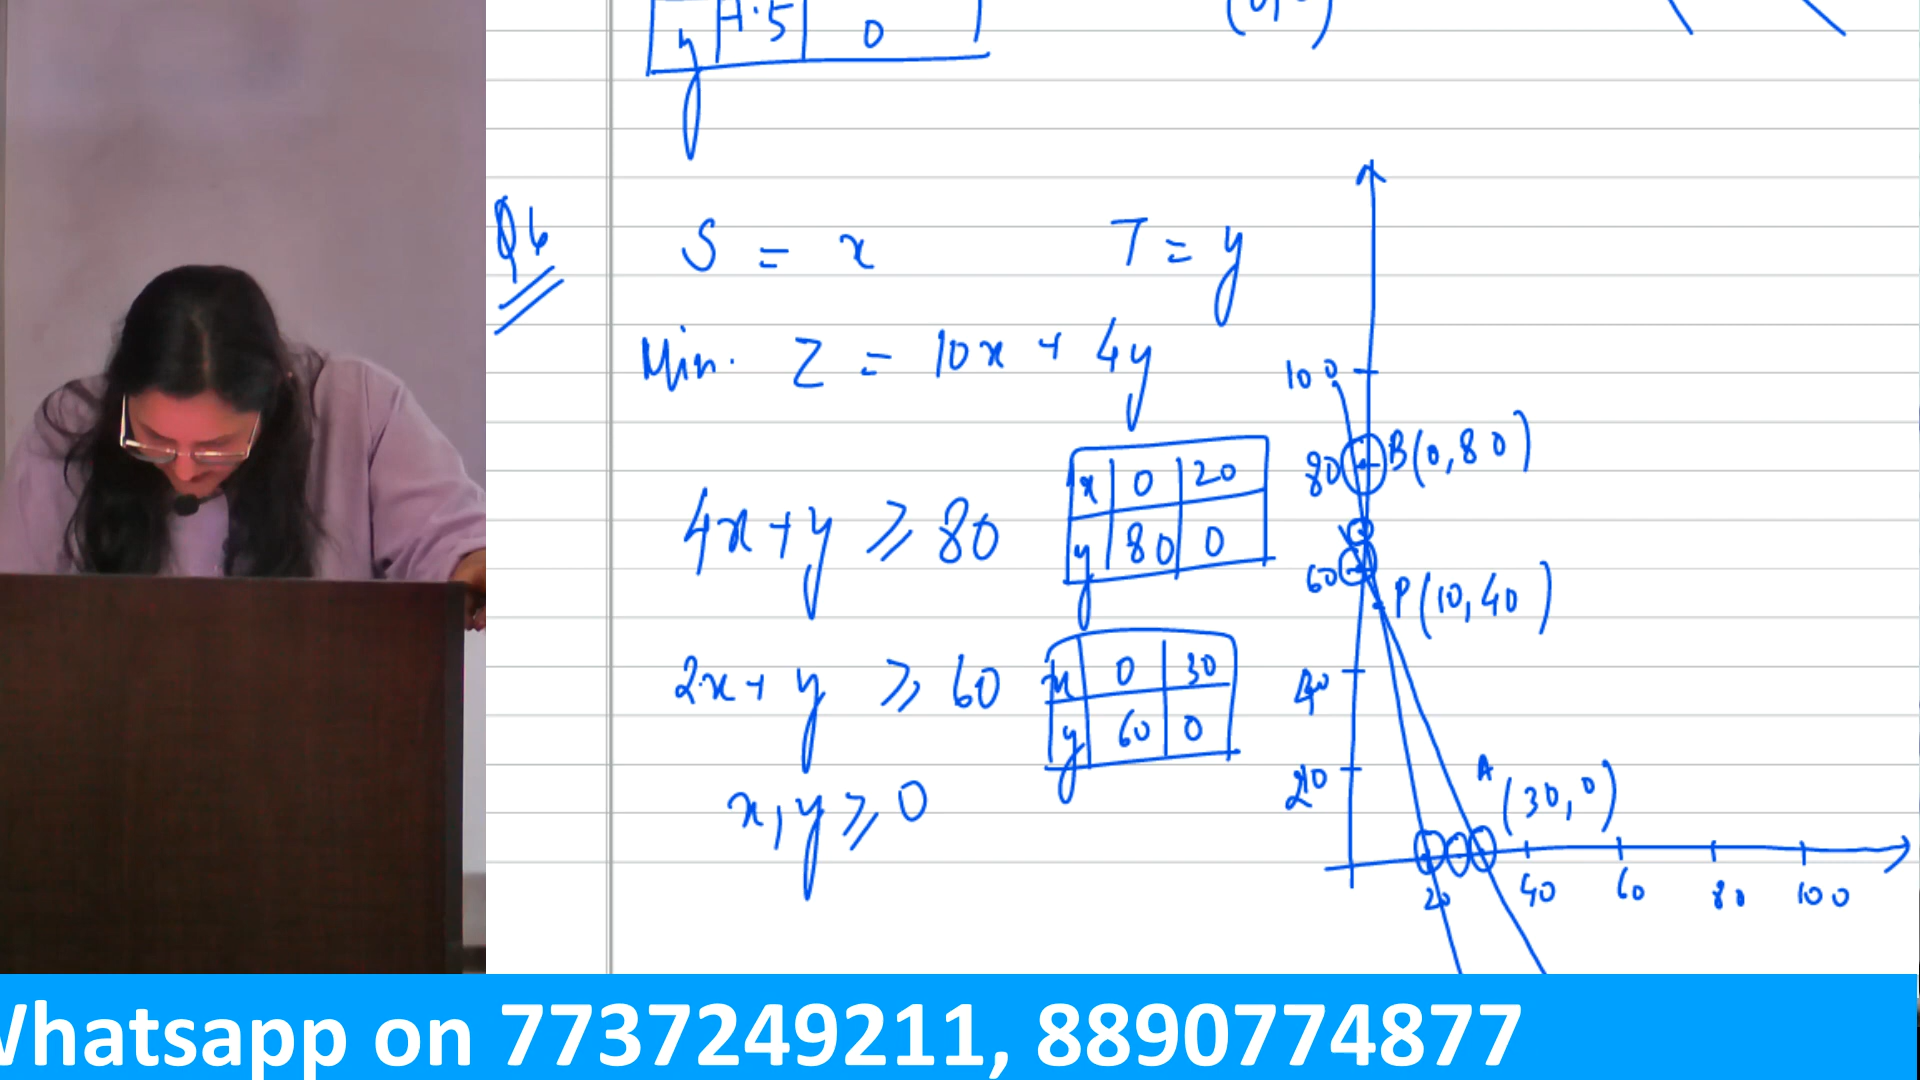 y 0
Q6
S = x T = y
Min. Z = 10x + 4y
4x + y ⩾ 80
x 0 20
y 80 0
2x + y ⩾ 60
x 0 30
y 60 0
x, y ⩾ 0
100
80 B(0,80)
60
P(10,40)
40
20
A
(30,0)
20 40 60 80 100
Whatsapp on 7737249211, 8890774877